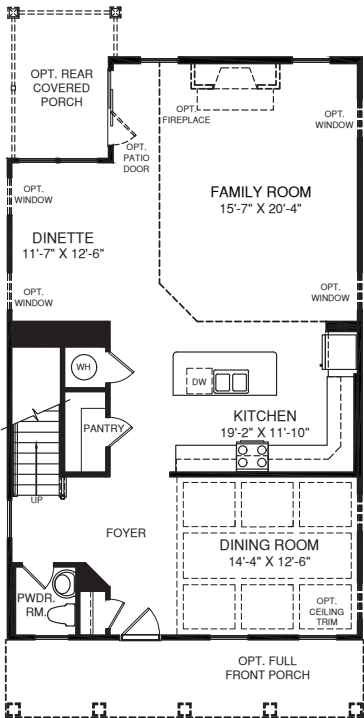 OPT. REAR
COVERED
PORCH
OPT.
FIREPLACE
OPT.
WINDOW
OPT.
PATIO
DOOR
OPT.
WINDOW
FAMILY ROOM
15'-7" X 20'-4"
DINETTE
11'-7" X 12'-6"
OPT.
WINDOW
OPT.
WINDOW
WH
DW
PANTRY
KITCHEN
19'-2" X 11'-10"
UP
FOYER
DINING ROOM
14'-4" X 12'-6"
PWDR.
RM.
OPT.
CEILING
TRIM
OPT. FULL
FRONT PORCH